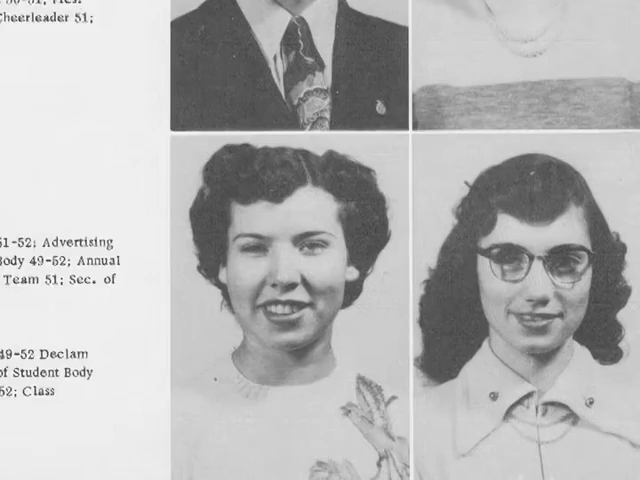 Cheerleader 51;
51-52; Advertising
Body 49-52; Annual
Team 51; Sec. of
49-52 Declam
of Student Body
52; Class